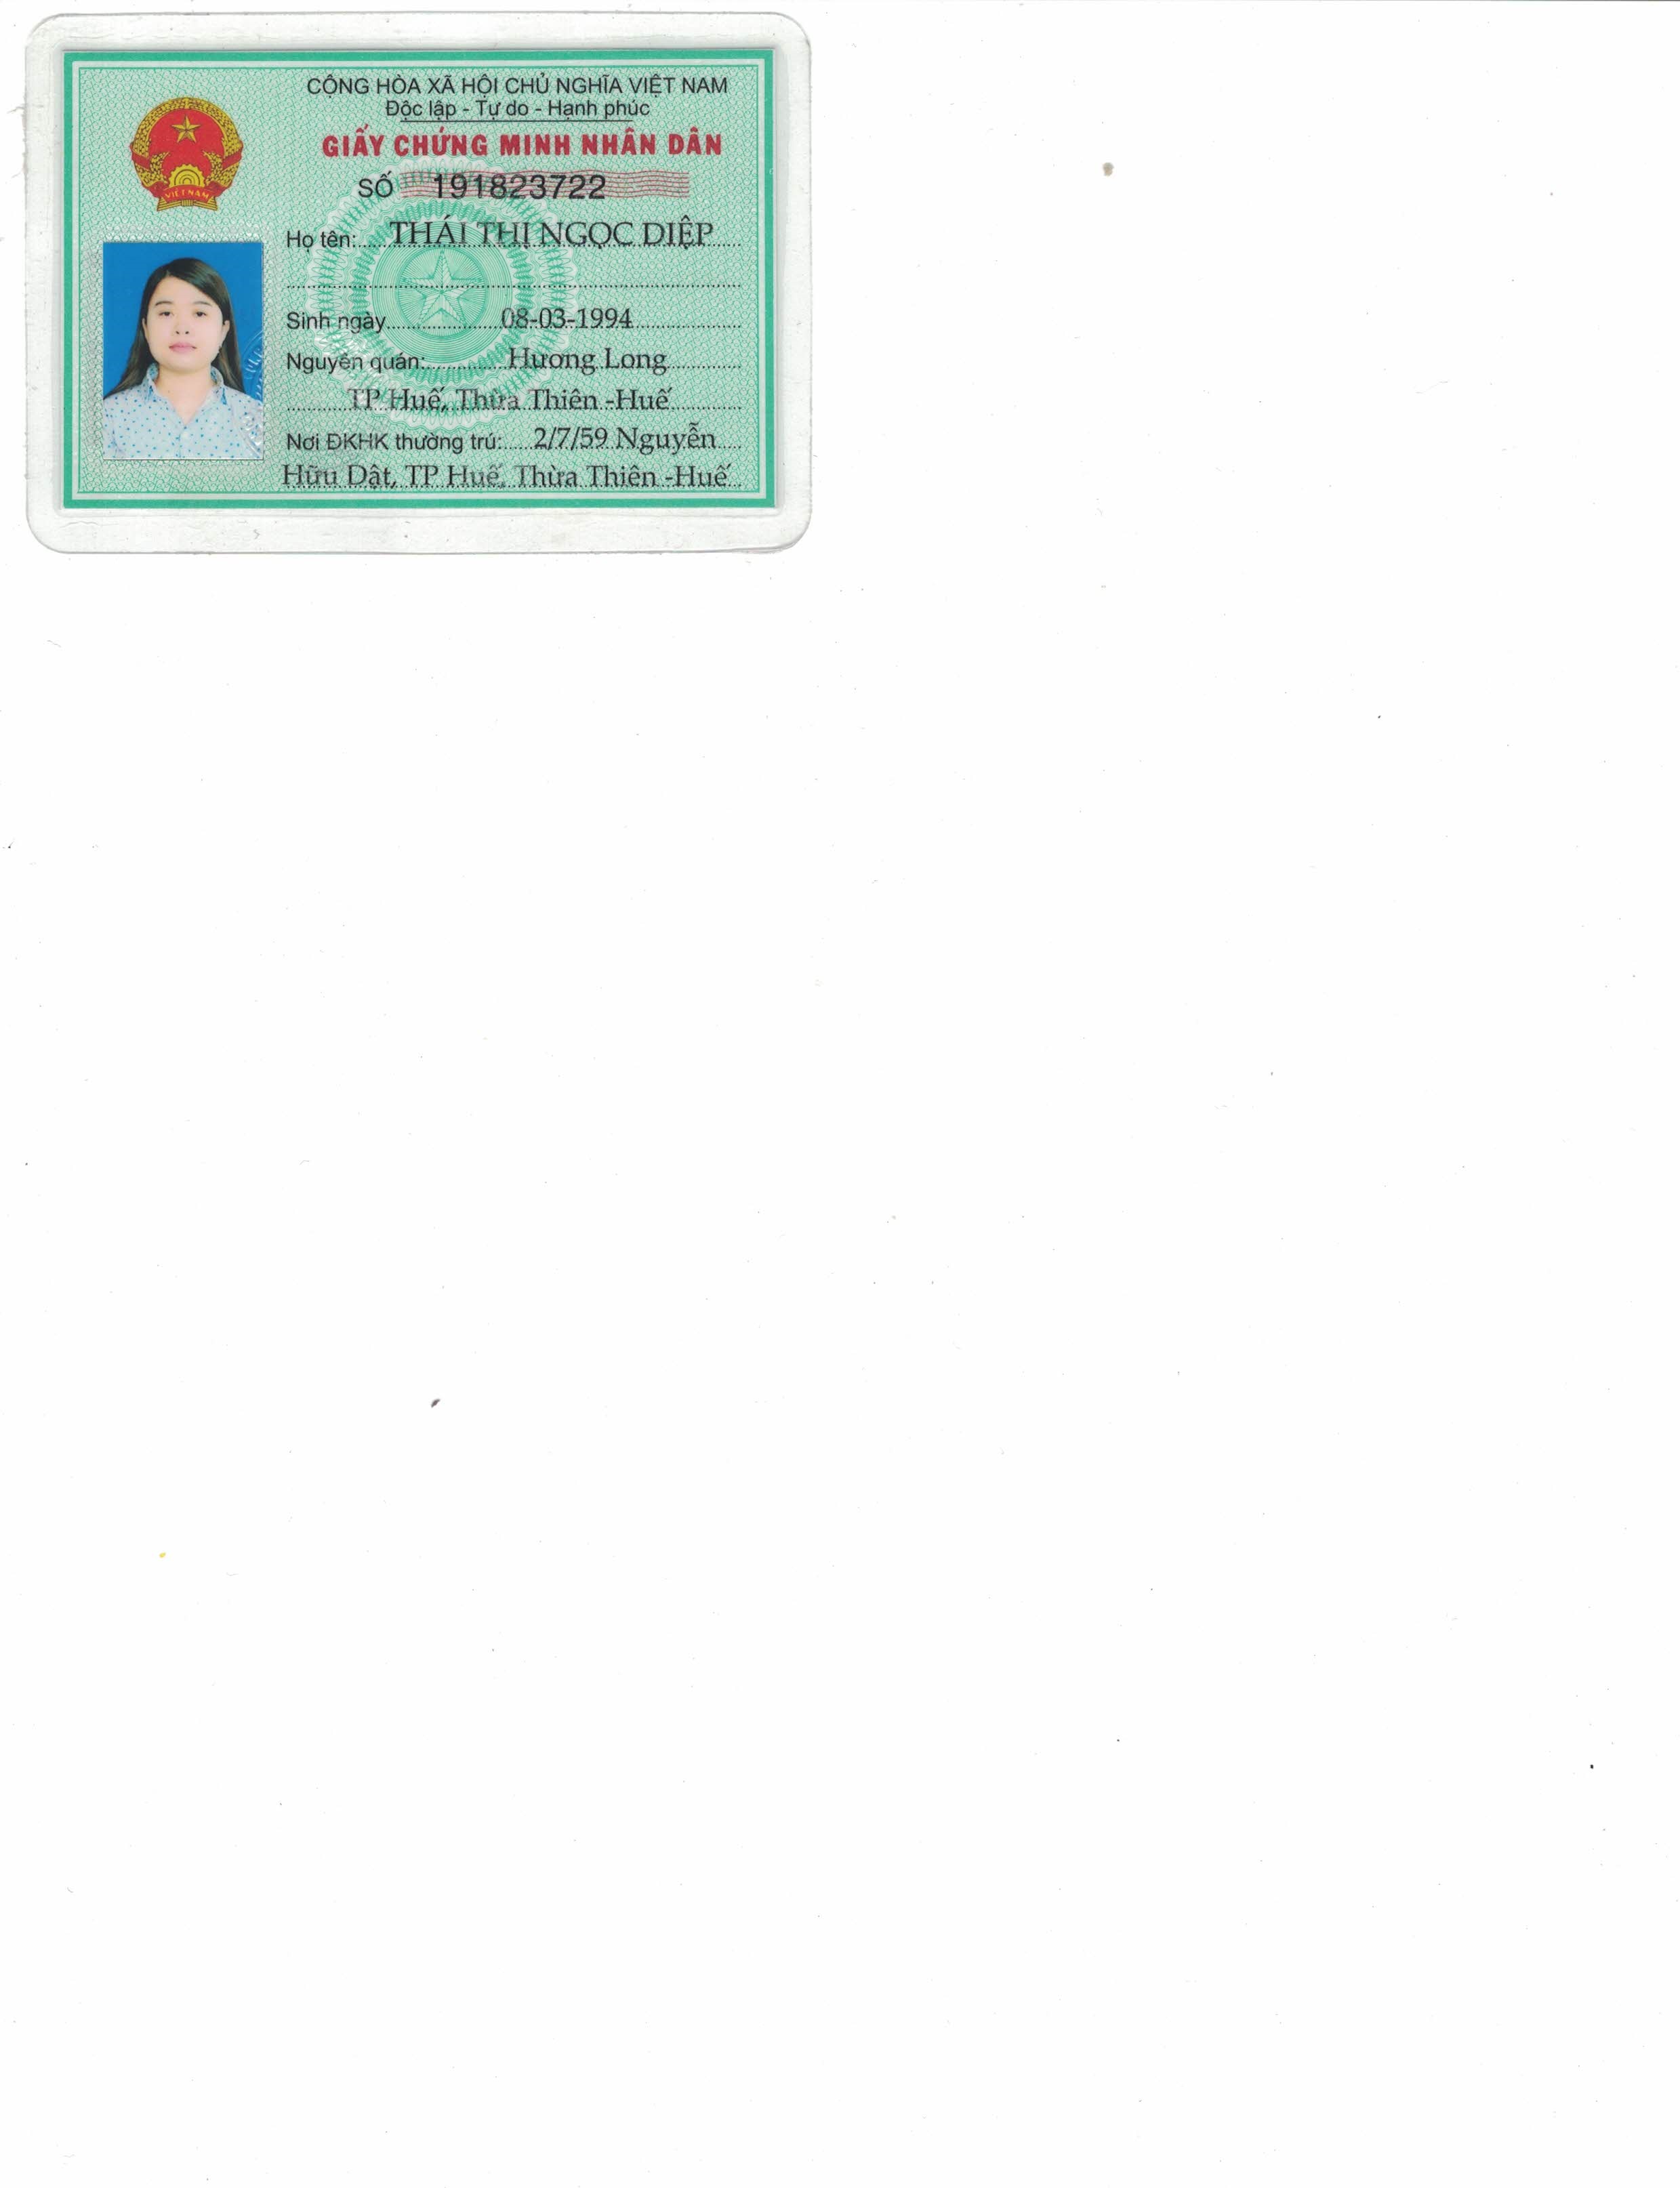 CỘNG HÒA XÃ HỘI CHỦ NGHĨA VIỆT NAM
Độc lập - Tự do - Hạnh phúc
GIẤY CHỨNG MINH NHÂN DÂN
SỐ 191823722
Họ tên: THÁI THỊ NGỌC DIỆP
Sinh ngày 08-03-1994
Nguyên quán: Hương Long
TP Huế, Thừa Thiên -Huế
Nơi ĐKHK thường trú: 2/7/59 Nguyễn
Hữu Dật, TP Huế, Thừa Thiên -Huế
VIETNAM